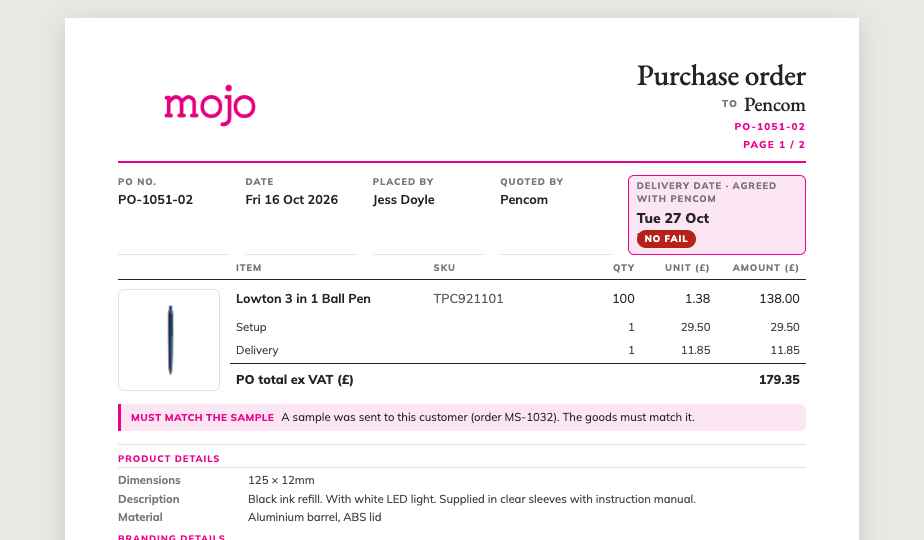 mojo
Purchase order
TO Pencom
PO-1051-02
PAGE 1 / 2
PO NO.
PO-1051-02
DATE
Fri 16 Oct 2026
PLACED BY
Jess Doyle
QUOTED BY
Pencom
DELIVERY DATE · AGREED
WITH PENCOM
Tue 27 Oct
NO FAIL
ITEM SKU QTY UNIT (£) AMOUNT (£)
Lowton 3 in 1 Ball Pen TPC921101 100 1.38 138.00
Setup 1 29.50 29.50
Delivery 1 11.85 11.85
PO total ex VAT (£) 179.35
MUST MATCH THE SAMPLE A sample was sent to this customer (order MS-1032). The goods must match it.
PRODUCT DETAILS
Dimensions 125 × 12mm
Description Black ink refill. With white LED light. Supplied in clear sleeves with instruction manual.
Material Aluminium barrel, ABS lid
BRANDING DETAILS